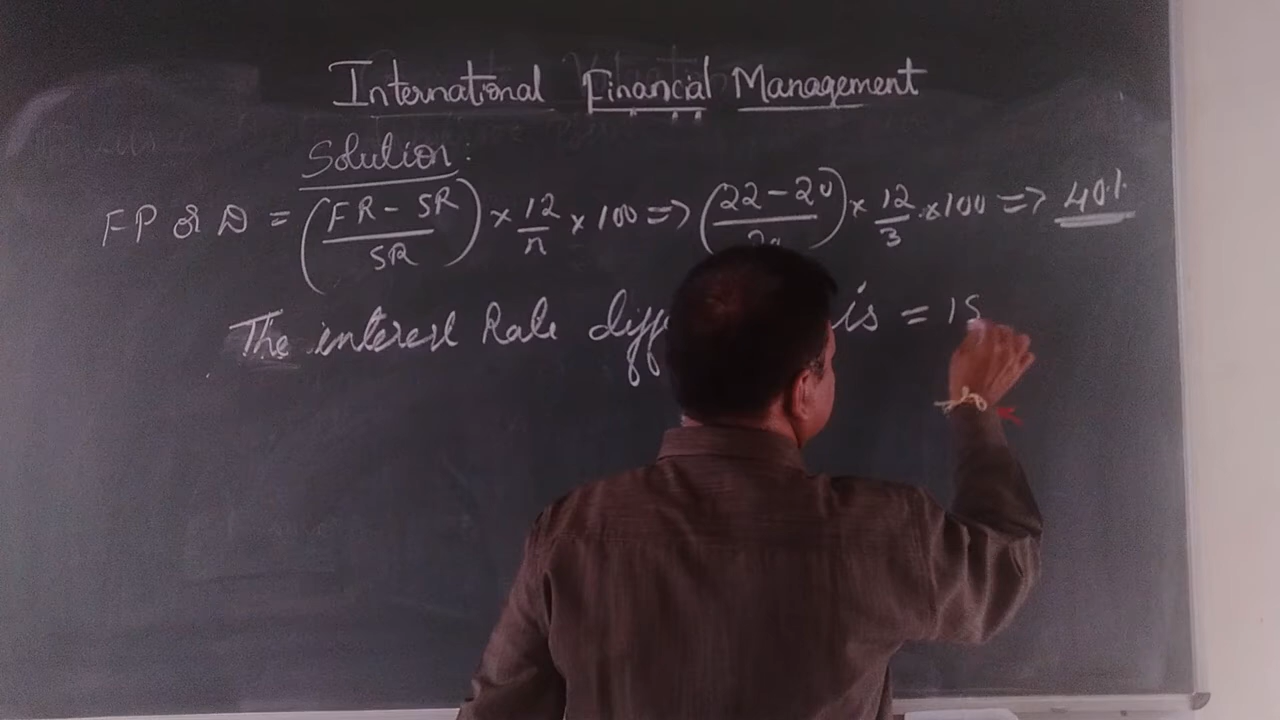 International Financial Management
Solution:
FP or D = (FR - SR / SR) × 12/n × 100 => (22 - 20 / 20) × 12/3 × 100 => 40%
The interest Rate is = 15